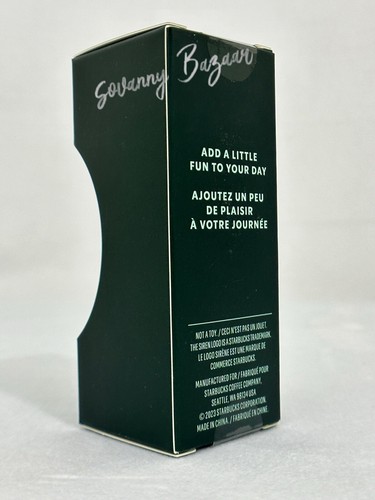 Sovanny Bazaar
ADD A LITTLE
FUN TO YOUR DAY
AJOUTEZ UN PEU
DE PLAISIR
À VOTRE JOURNÉE
NOT A TOY. / CECI N'EST PAS UN JOUET.
THE SIREN LOGO IS A STARBUCKS TRADEMARK.
LE LOGO SIRÈNE EST UNE MARQUE DE
COMMERCE STARBUCKS.
MANUFACTURED FOR / FABRIQUÉ POUR
STARBUCKS COFFEE COMPANY,
SEATTLE, WA 98134 USA
© 2023 STARBUCKS CORPORATION.
MADE IN CHINA. / FABRIQUÉ EN CHINE.